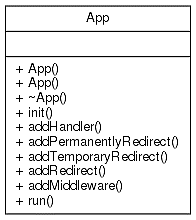 App
+ App()
+ App()
+ ~App()
+ init()
+ addHandler()
+ addPermanentlyRedirect()
+ addTemporaryRedirect()
+ addRedirect()
+ addMiddleware()
+ run()